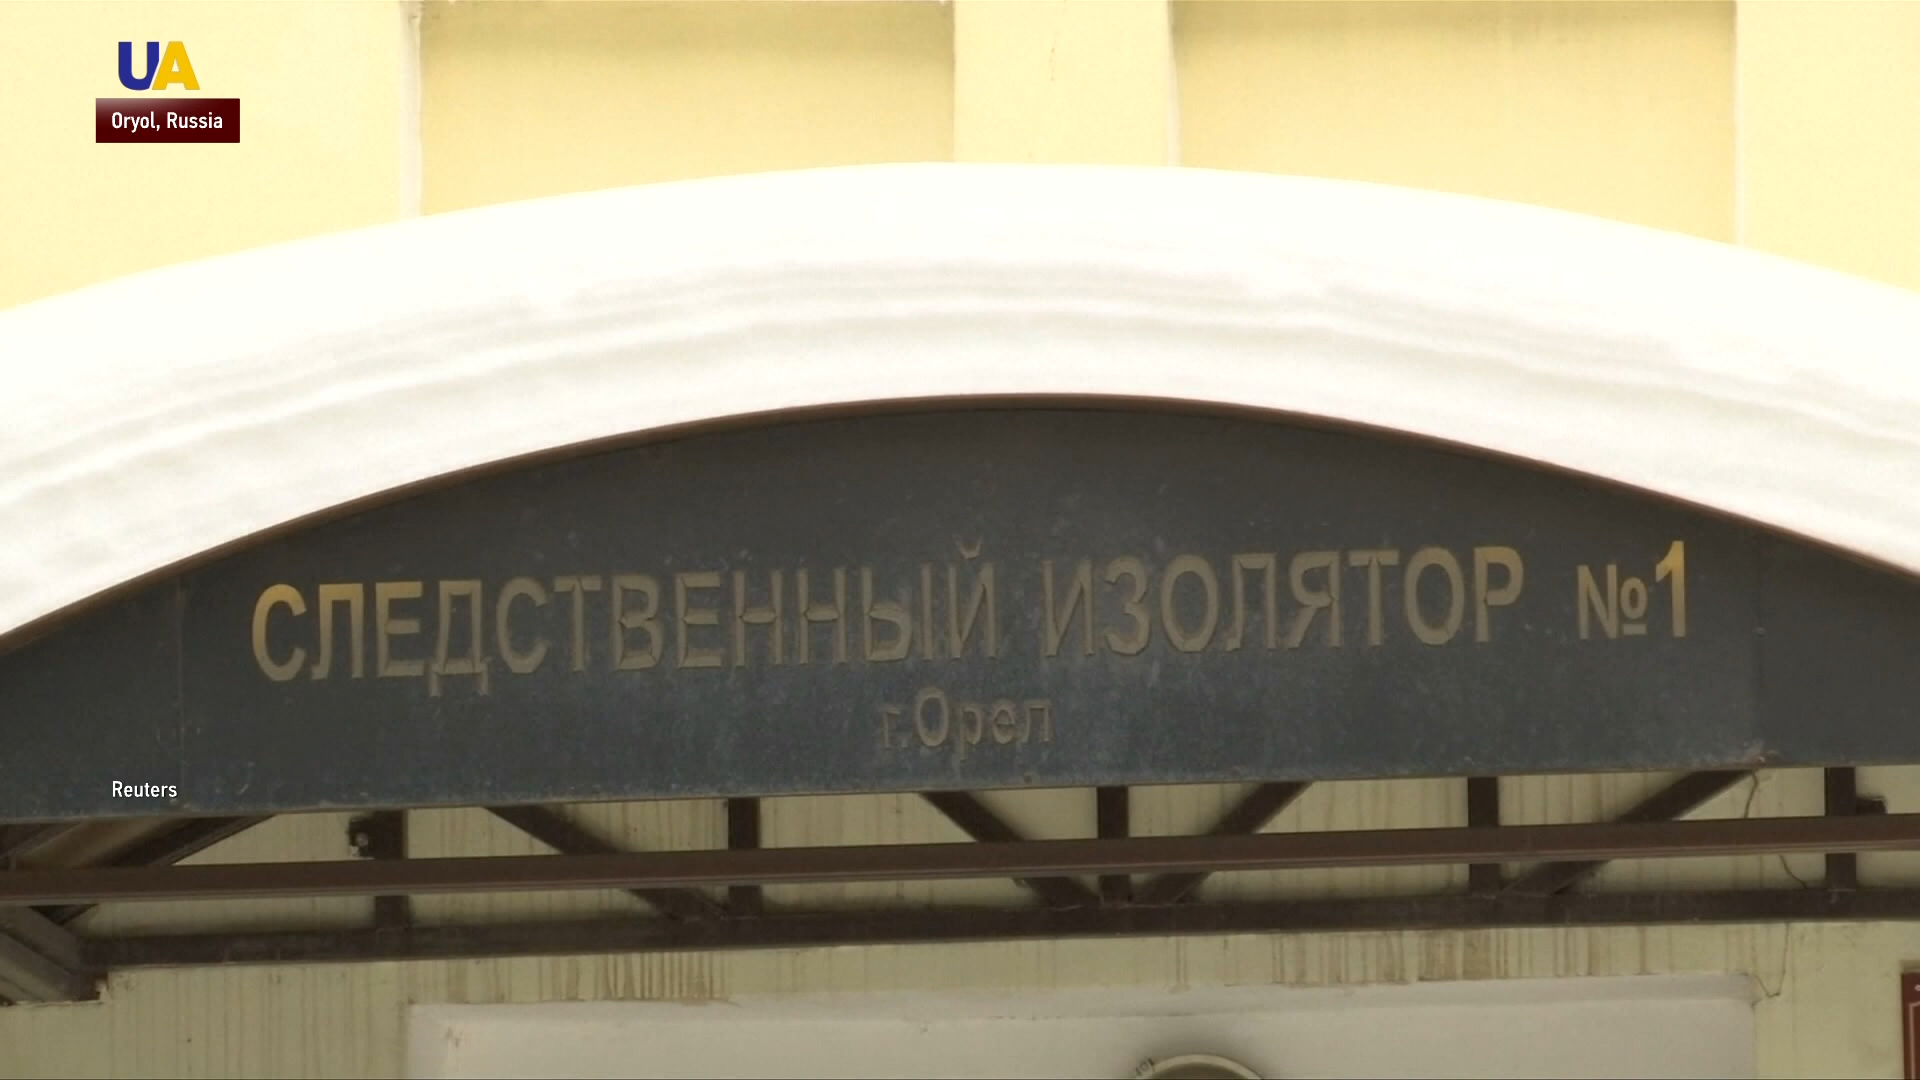 UA
Oryol, Russia
СЛЕДСТВЕННЫЙ ИЗОЛЯТОР №1
г.Орел
Reuters